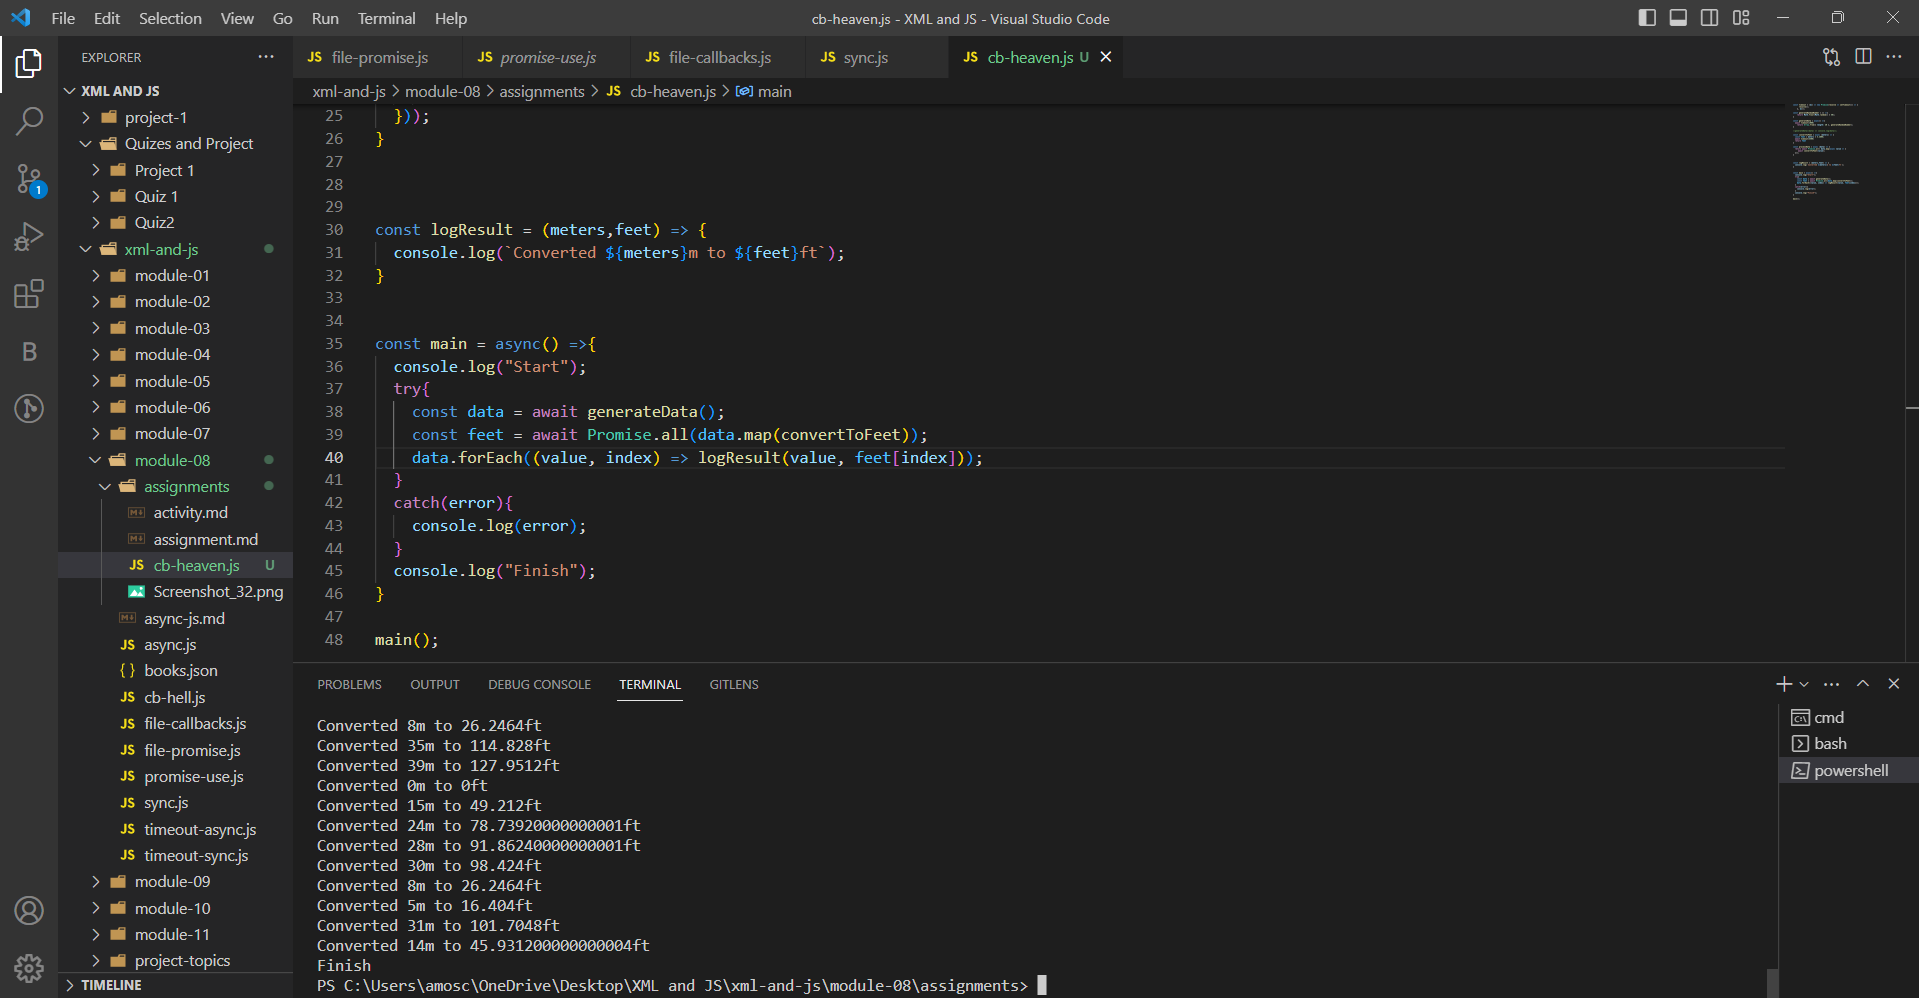 File Edit Selection View Go Run Terminal Help
cb-heaven.js - XML and JS - Visual Studio Code
EXPLORER
XML AND JS
project-1
Quizes and Project
Project 1
Quiz 1
Quiz2
xml-and-js
module-01
module-02
module-03
module-04
module-05
module-06
module-07
module-08
assignments
activity.md
assignment.md
JS cb-heaven.js U
Screenshot_32.png
async-js.md
JS async.js
{ } books.json
JS cb-hell.js
JS file-callbacks.js
JS file-promise.js
JS promise-use.js
JS sync.js
JS timeout-async.js
JS timeout-sync.js
module-09
module-10
module-11
project-topics
TIMELINE
1
B
JS file-promise.js JS promise-use.js JS file-callbacks.js JS sync.js JS cb-heaven.js U
xml-and-js > module-08 > assignments > JS cb-heaven.js > main
25 }));
26 }
27
28
29
30 const logResult = (meters,feet) => {
31 console.log(`Converted ${meters}m to ${feet}ft`);
32 }
33
34
35 const main = async() =>{
36 console.log("Start");
37 try{
38 const data = await generateData();
39 const feet = await Promise.all(data.map(convertToFeet));
40 data.forEach((value, index) => logResult(value, feet[index]));
41 }
42 catch(error){
43 console.log(error);
44 }
45 console.log("Finish");
46 }
47
48 main();
PROBLEMS OUTPUT DEBUG CONSOLE TERMINAL GITLENS
Converted 8m to 26.2464ft
Converted 35m to 114.828ft
Converted 39m to 127.9512ft
Converted 0m to 0ft
Converted 15m to 49.212ft
Converted 24m to 78.73920000000001ft
Converted 28m to 91.86240000000001ft
Converted 30m to 98.424ft
Converted 8m to 26.2464ft
Converted 5m to 16.404ft
Converted 31m to 101.7048ft
Converted 14m to 45.931200000000004ft
Finish
PS C:\Users\amosc\OneDrive\Desktop\XML and JS\xml-and-js\module-08\assignments>
cmd
bash
powershell